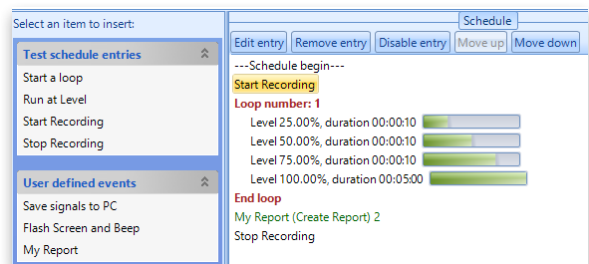 Select an item to insert:
Test schedule entries
Start a loop
Run at Level
Start Recording
Stop Recording
User defined events
Save signals to PC
Flash Screen and Beep
My Report
Schedule
Edit entry Remove entry Disable entry Move up Move down
---Schedule begin---
Start Recording
Loop number: 1
Level 25.00%, duration 00:00:10
Level 50.00%, duration 00:00:10
Level 75.00%, duration 00:00:10
Level 100.00%, duration 00:05:00
End loop
My Report (Create Report) 2
Stop Recording